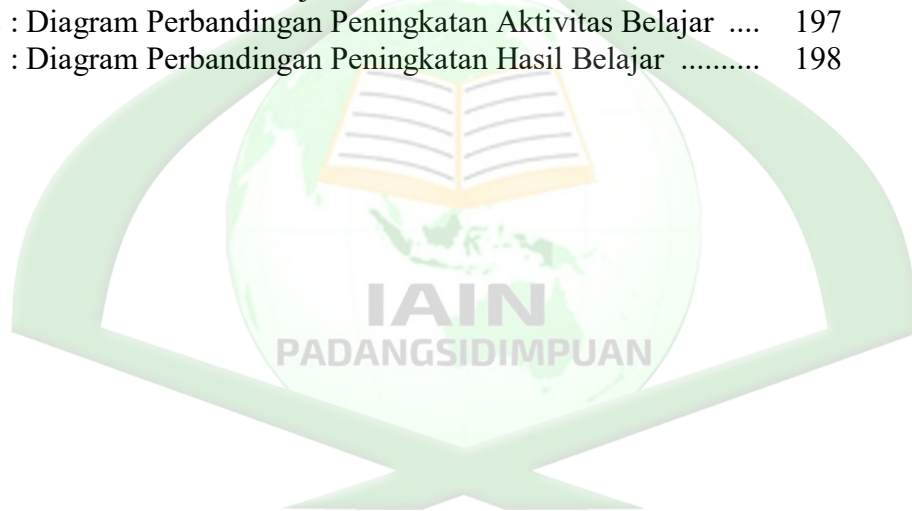 : Diagram Perbandingan Peningkatan Aktivitas Belajar .... 197
: Diagram Perbandingan Peningkatan Hasil Belajar .......... 198
IAIN
PADANGSIDIMPUAN